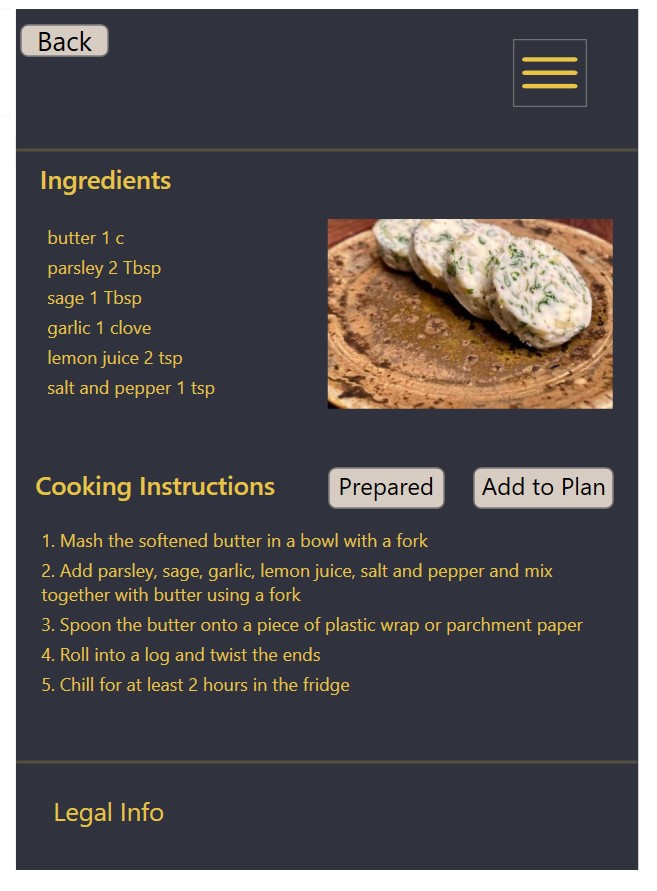 Back
Ingredients
butter 1 c
parsley 2 Tbsp
sage 1 Tbsp
garlic 1 clove
lemon juice 2 tsp
salt and pepper 1 tsp
Cooking Instructions
Prepared
Add to Plan
1. Mash the softened butter in a bowl with a fork
2. Add parsley, sage, garlic, lemon juice, salt and pepper and mix
together with butter using a fork
3. Spoon the butter onto a piece of plastic wrap or parchment paper
4. Roll into a log and twist the ends
5. Chill for at least 2 hours in the fridge
Legal Info